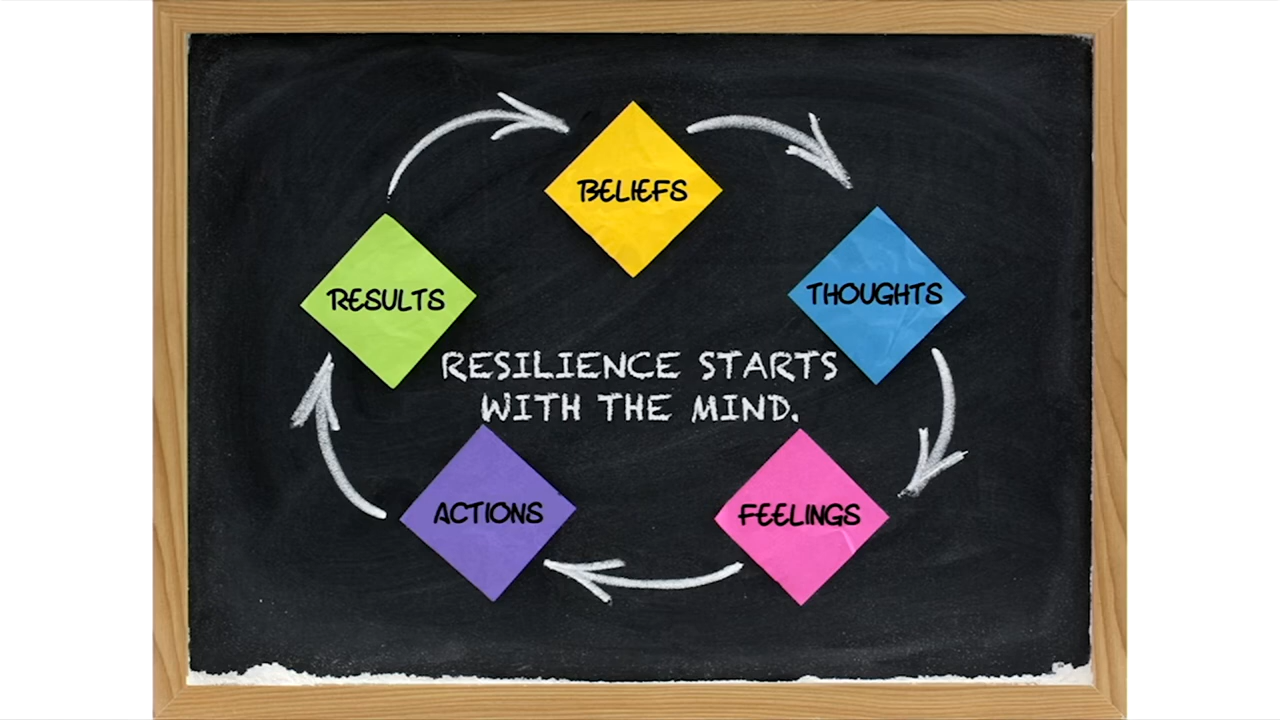 BELIEFS
THOUGHTS
FEELINGS
ACTIONS
RESULTS
RESILIENCE STARTS
WITH THE MIND.